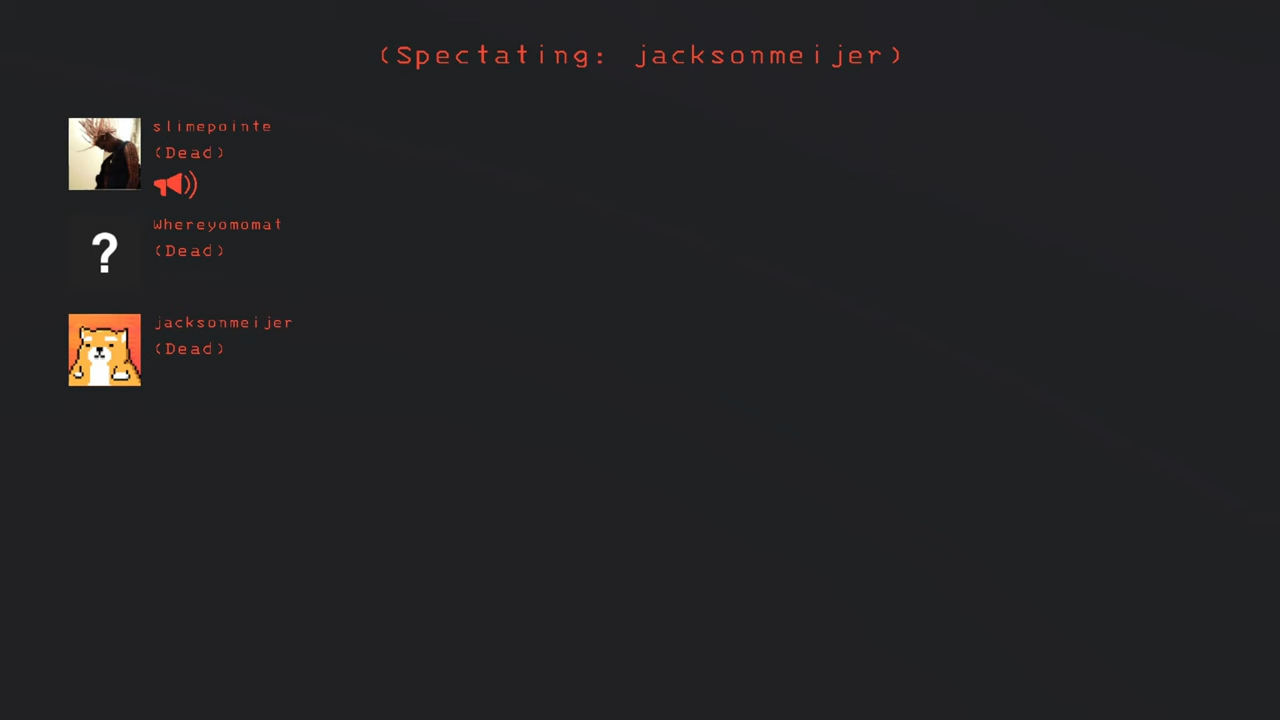 (Spectating: jacksonmeijer)
slimepointe
(Dead)
Whereyomomat
(Dead)
jacksonmeijer
(Dead)